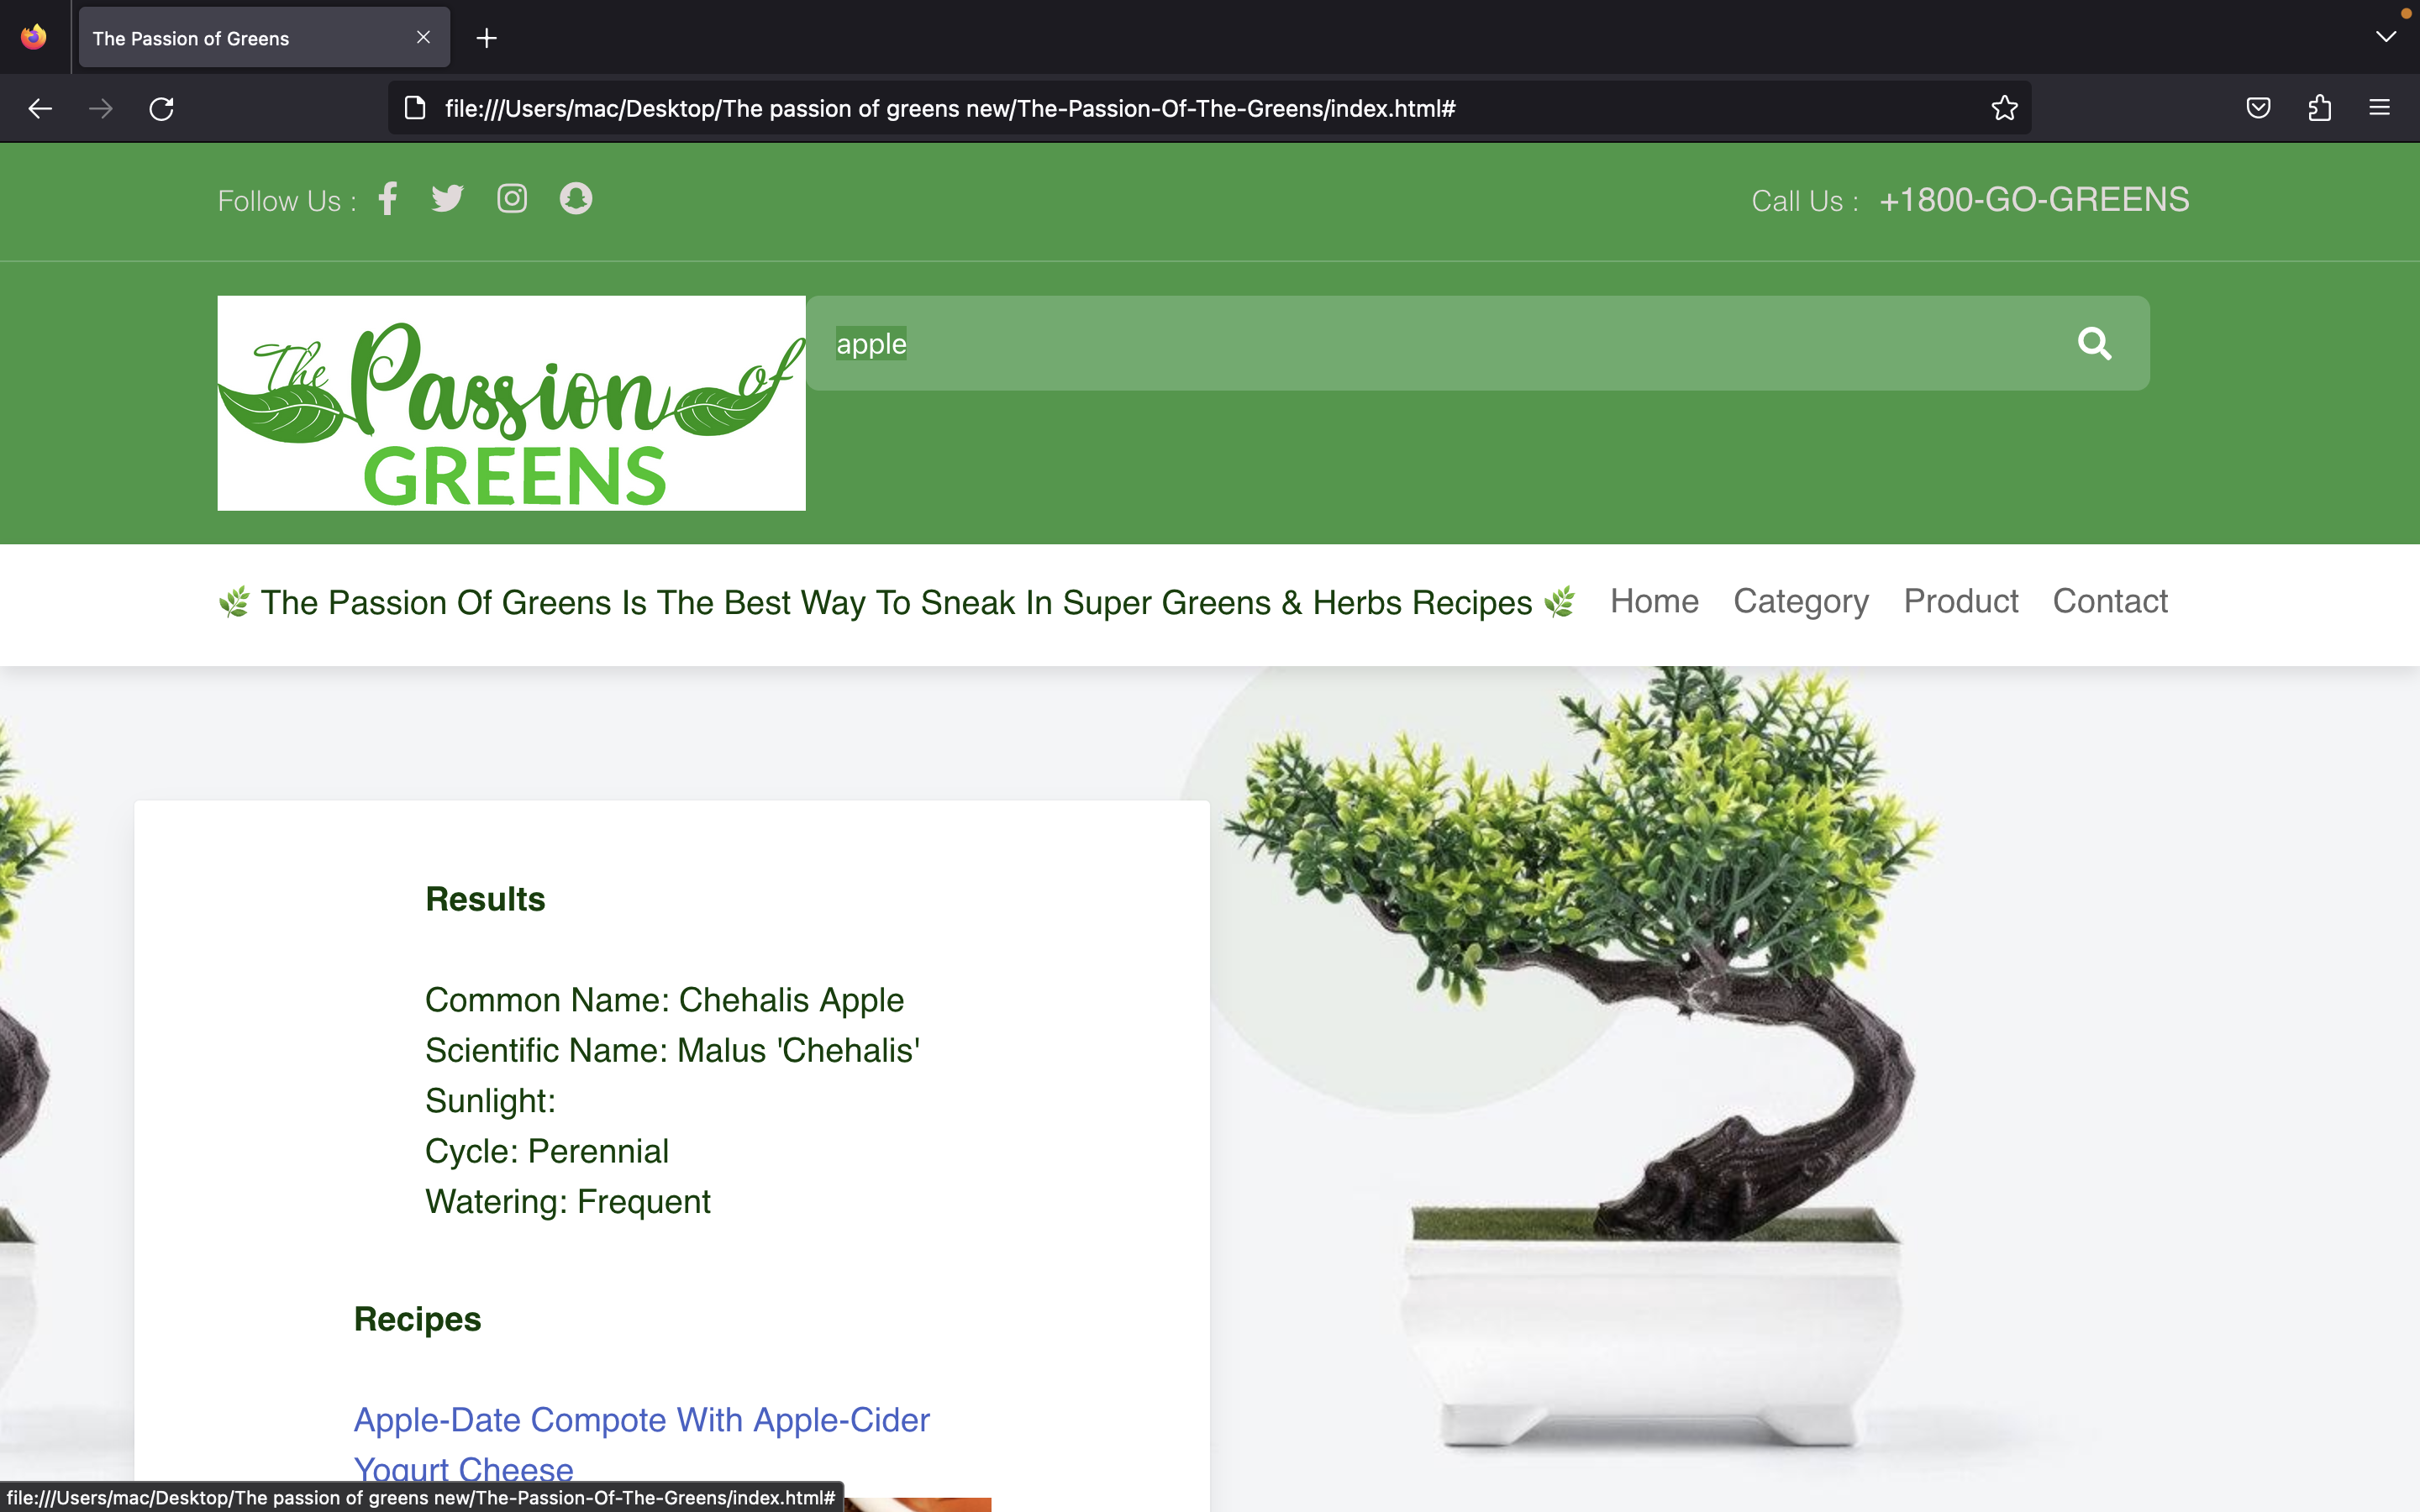 The Passion of Greens
file:///Users/mac/Desktop/The passion of greens new/The-Passion-Of-The-Greens/index.html#
Follow Us :
Call Us : +1800-GO-GREENS
The Passion of
GREENS
apple
🌿 The Passion Of Greens Is The Best Way To Sneak In Super Greens & Herbs Recipes 🌿 Home Category Product Contact
Results
Common Name: Chehalis Apple
Scientific Name: Malus 'Chehalis'
Sunlight:
Cycle: Perennial
Watering: Frequent
Recipes
Apple-Date Compote With Apple-Cider
Yogurt Cheese
file:///Users/mac/Desktop/The passion of greens new/The-Passion-Of-The-Greens/index.html#